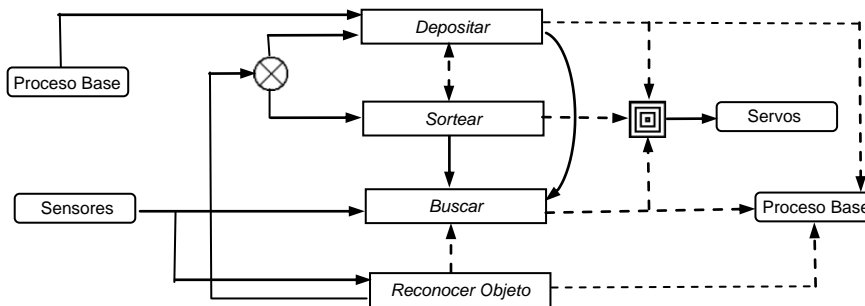 Depositar
Proceso Base
Sortear
Servos
Sensores
Buscar
Proceso Base
Reconocer Objeto